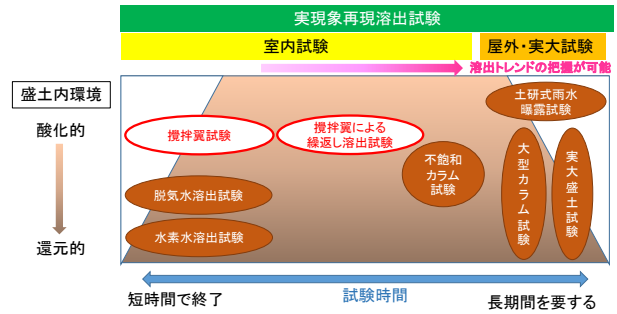 実現象再現溶出試験
室内試験
屋外・実大試験
溶出トレンドの把握が可能
盛土内環境
酸化的
還元的
土研式雨水
曝露試験
攪拌翼試験
攪拌翼による
繰返し溶出試験
不飽和
カラム
試験
大型カラム試験
実大盛土試験
脱気水溶出試験
水素水溶出試験
試験時間
短時間で終了
長期間を要する